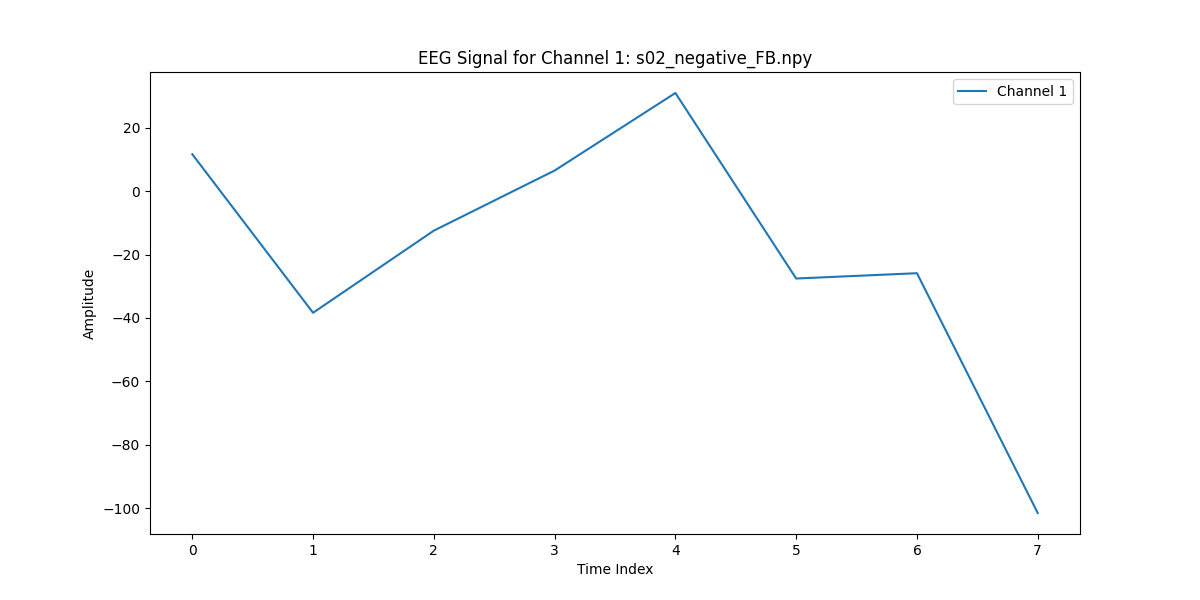 EEG Signal for Channel 1: s02_negative_FB.npy
Channel 1
20
0
−20
−40
−60
−80
−100
Amplitude
0 1 2 3 4 5 6 7
Time Index